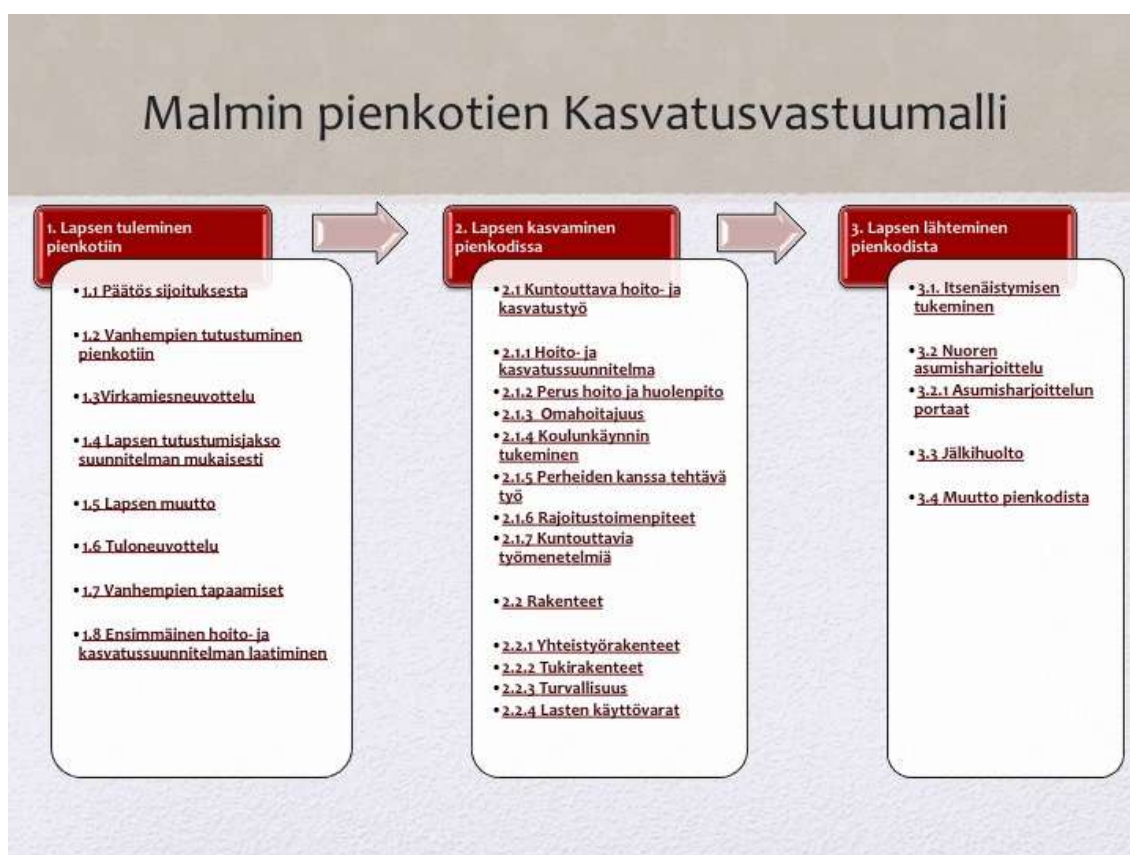 Malmin pienkotien Kasvatusvastuumalli
1. Lapsen tuleminen
pienkotiin
•1.1 Päätös sijoituksesta
•1.2 Vanhempien tutustuminen
pienkotiin
•1.3Virkamiesneuvottelu
•1.4 Lapsen tutustumisjakso
suunnitelman mukaisesti
•1.5 Lapsen muutto
•1.6 Tuloneuvottelu
•1.7 Vanhempien tapaamiset
•1.8 Ensimmäinen hoito- ja
kasvatussuunnitelman laatiminen
2. Lapsen kasvaminen
pienkodissa
•2.1 Kuntouttava hoito- ja
kasvatustyö
•2.1.1 Hoito- ja
kasvatussuunnitelma
•2.1.2 Perus hoito ja huolenpito
•2.1.3 Omahoitajuus
•2.1.4 Koulunkäynnin
tukeminen
•2.1.5 Perheiden kanssa tehtävä
työ
•2.1.6 Rajoitustoimenpiteet
•2.1.7 Kuntouttavia
työmenetelmiä
•2.2 Rakenteet
•2.2.1 Yhteistyörakenteet
•2.2.2 Tukirakenteet
•2.2.3 Turvallisuus
•2.2.4 Lasten käyttövarat
3. Lapsen lähteminen
pienkodista
•3.1. Itsenäistymisen
tukeminen
•3.2 Nuoren
asumisharjoittelu
•3.2.1 Asumisharjoittelun
portaat
•3.3 Jälkihuolto
•3.4 Muutto pienkodista